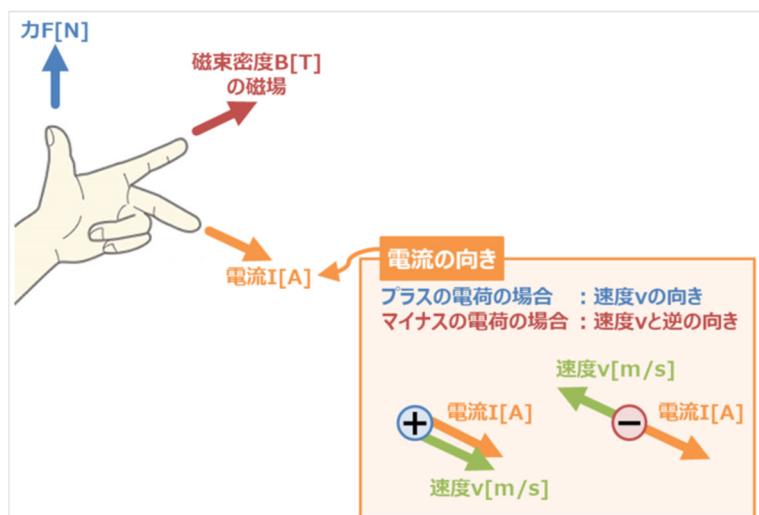 力F[N]
磁束密度B[T]
の磁場
電流I[A]
電流の向き
プラスの電荷の場合 ：速度vの向き
マイナスの電荷の場合：速度vと逆の向き
速度v[m/s]
+
電流I[A]
−
電流I[A]
速度v[m/s]